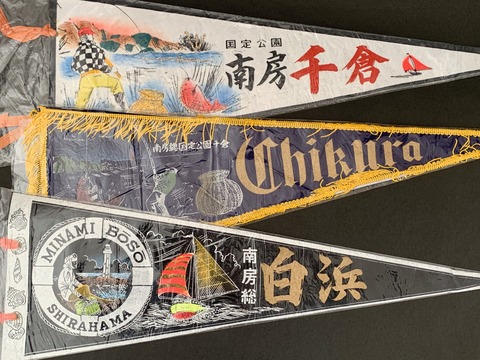 国定公園
南房千倉
南房総国定公園千倉
Chikura
MINAMI BOSO
SHIRAHAMA
南房総
白浜